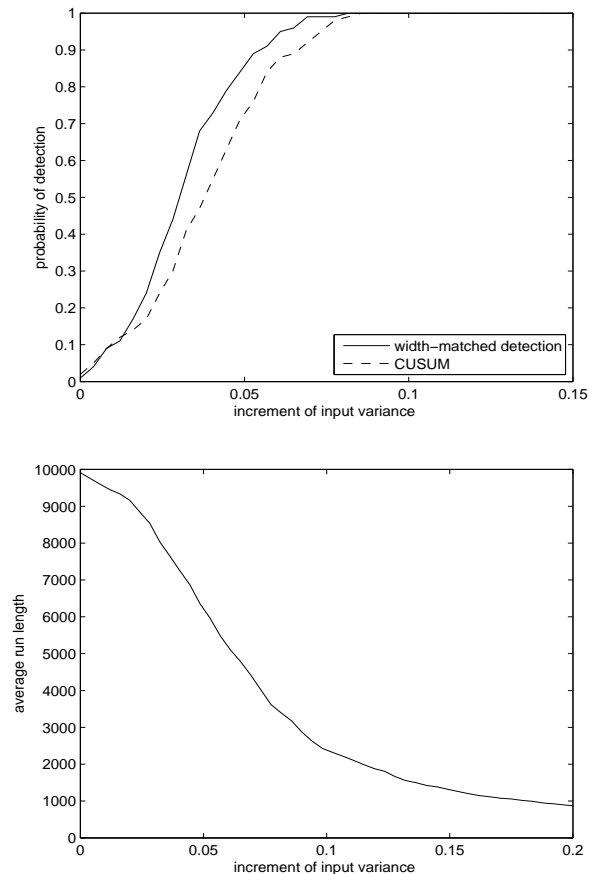 1
0.9
0.8
0.7
0.6
0.5
0.4
0.3
0.2
0.1
0
probability of detection
width−matched detection
CUSUM
0 0.05 0.1 0.15
increment of input variance
10000
9000
8000
7000
6000
5000
4000
3000
2000
1000
0
average run length
0 0.05 0.1 0.15 0.2
increment of input variance